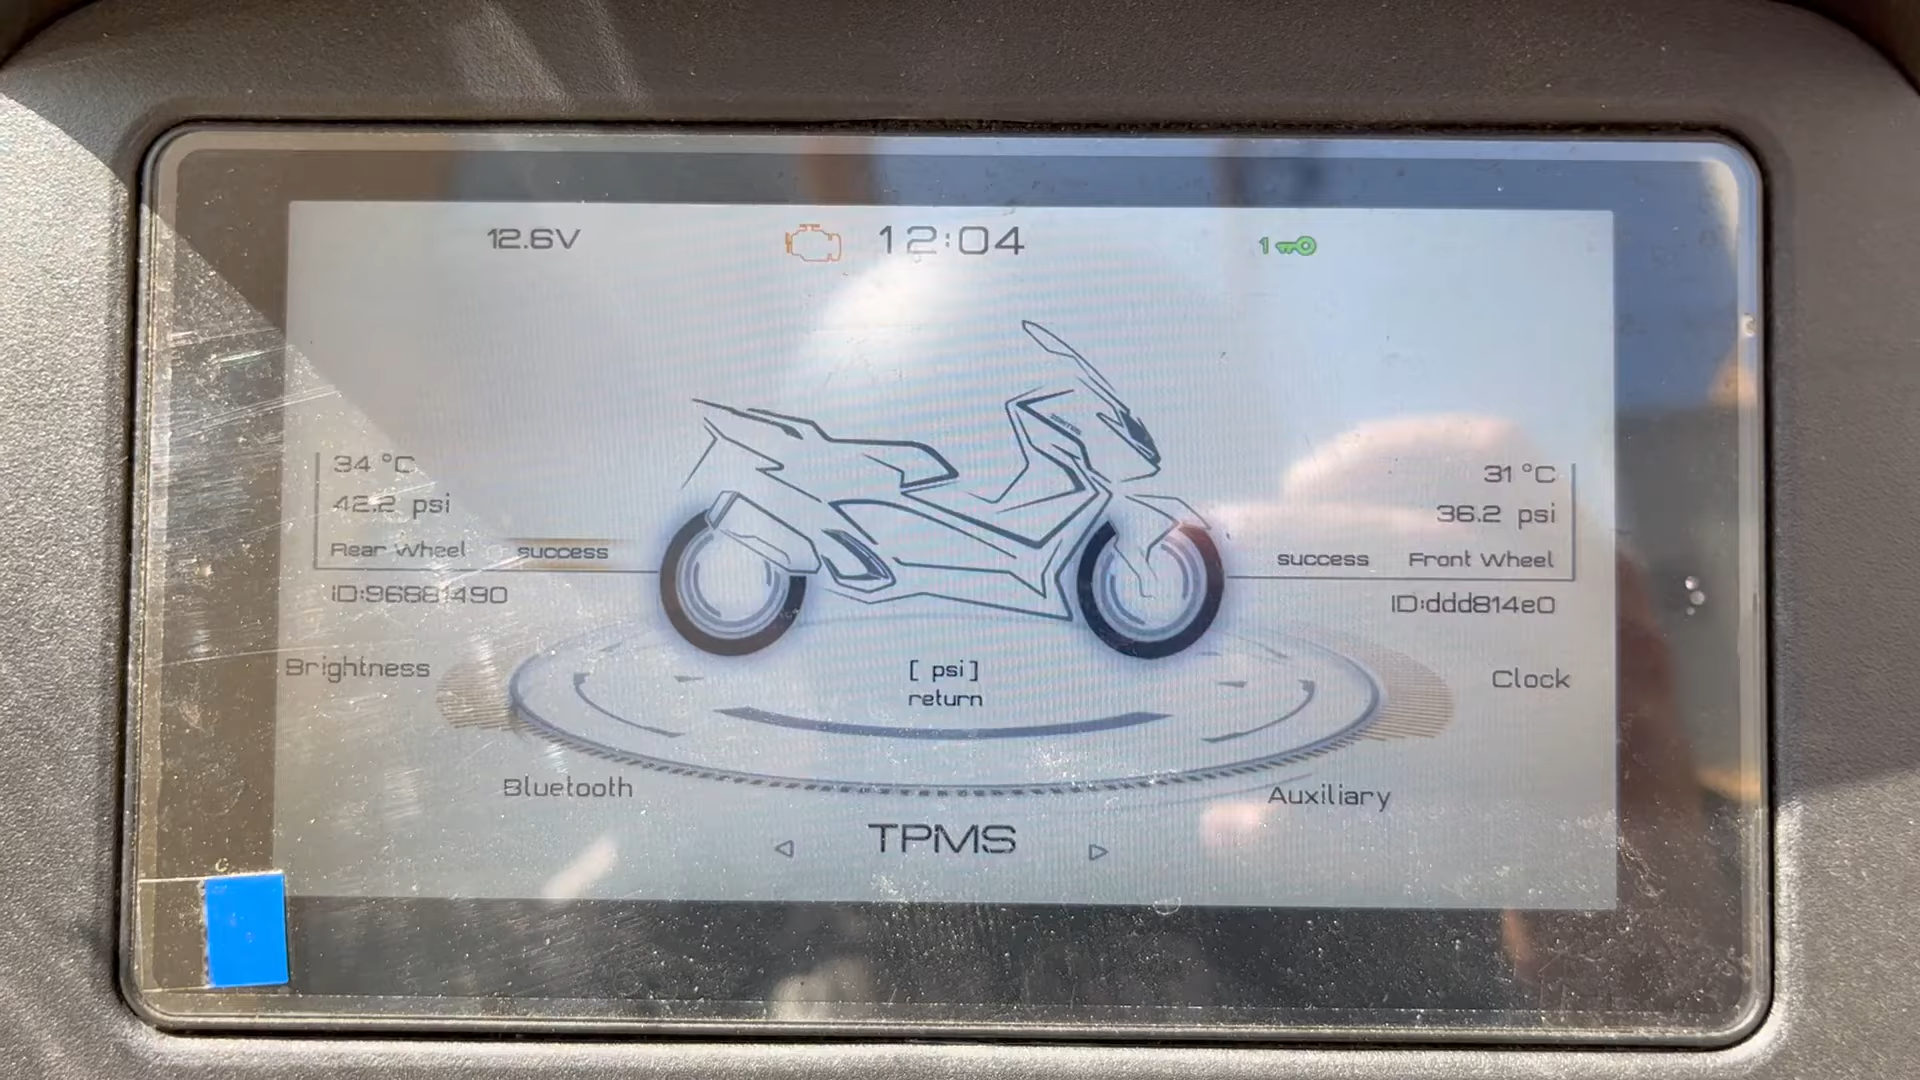 12.6V
12:04
1
34 °C
42.2 psi
Rear Wheel success
ID:96881490
31 °C
36.2 psi
success Front Wheel
ID:ddd814e0
Brightness
[ psi ]
return
Clock
Bluetooth
Auxiliary
TPMS